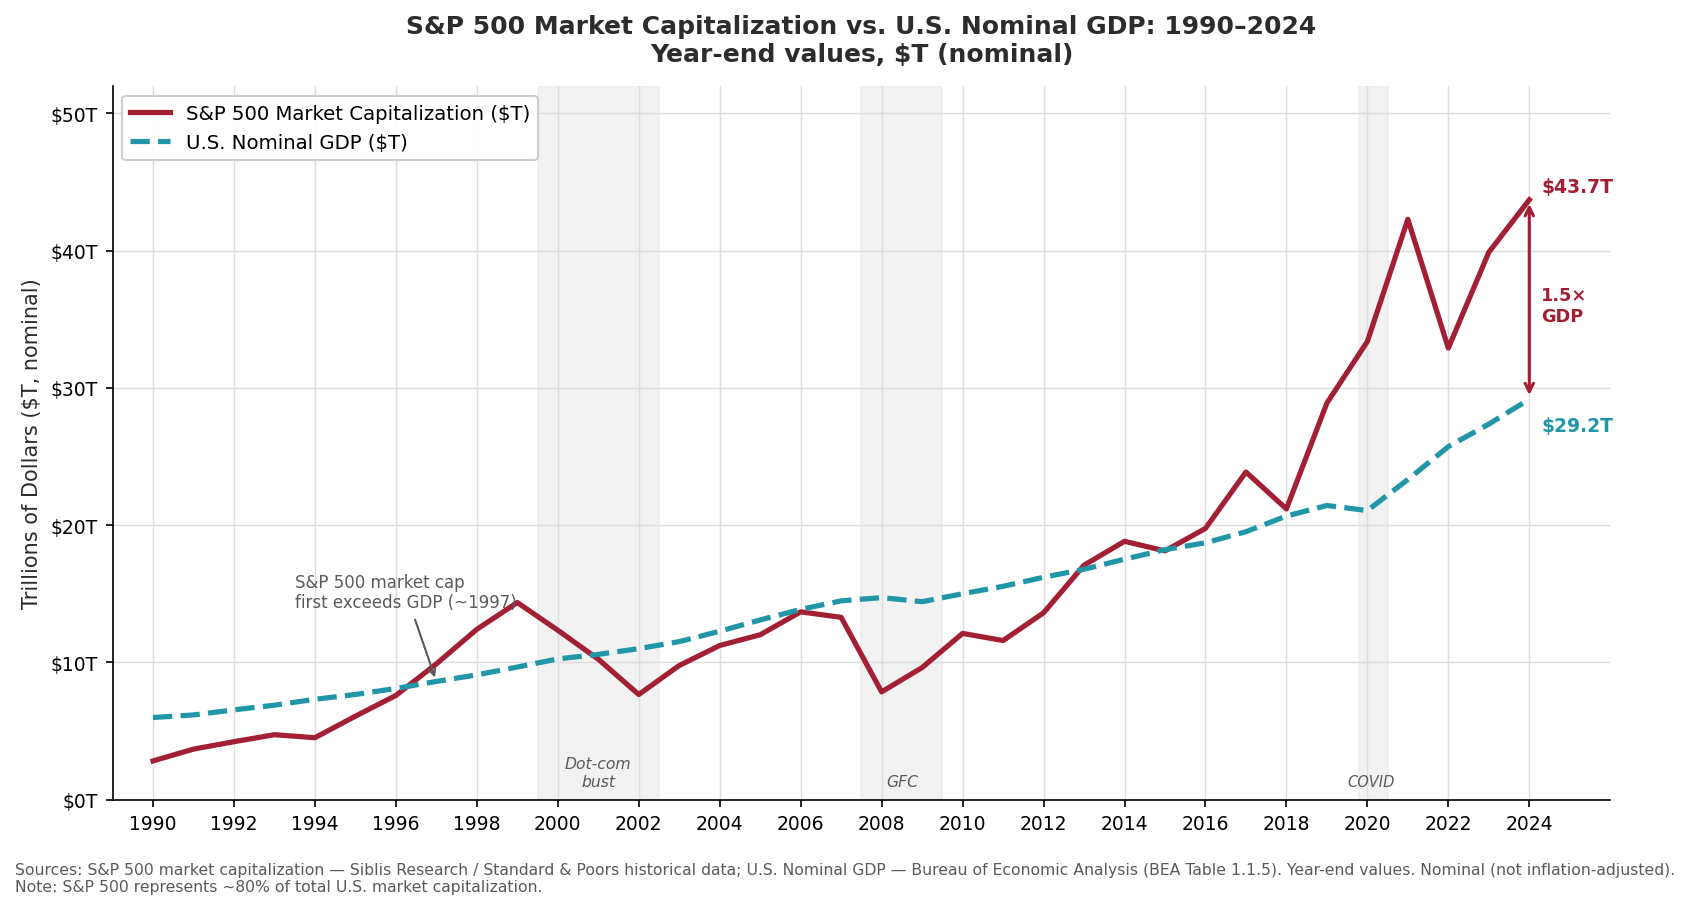 S&P 500 Market Capitalization vs. U.S. Nominal GDP: 1990–2024
Year-end values, $T (nominal)
S&P 500 Market Capitalization ($T)
U.S. Nominal GDP ($T)
Trillions of Dollars ($T, nominal)
$50T
$40T
$30T
$20T
$10T
$0T
$43.7T
1.5×
GDP
$29.2T
S&P 500 market cap
first exceeds GDP (~1997)
Dot-com
bust
GFC
COVID
1990 1992 1994 1996 1998 2000 2002 2004 2006 2008 2010 2012 2014 2016 2018 2020 2022 2024
Sources: S&P 500 market capitalization — Siblis Research / Standard & Poors historical data; U.S. Nominal GDP — Bureau of Economic Analysis (BEA Table 1.1.5). Year-end values. Nominal (not inflation-adjusted).
Note: S&P 500 represents ~80% of total U.S. market capitalization.